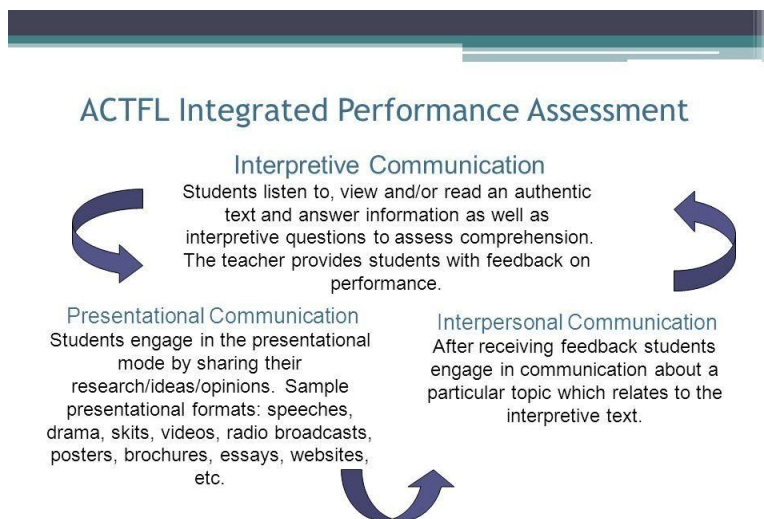 ACTFL Integrated Performance Assessment
Interpretive Communication
Students listen to, view and/or read an authentic
text and answer information as well as
interpretive questions to assess comprehension.
The teacher provides students with feedback on
performance.
Presentational Communication
Students engage in the presentational
mode by sharing their
research/ideas/opinions. Sample
presentational formats: speeches,
drama, skits, videos, radio broadcasts,
posters, brochures, essays, websites,
etc.
Interpersonal Communication
After receiving feedback students
engage in communication about a
particular topic which relates to the
interpretive text.